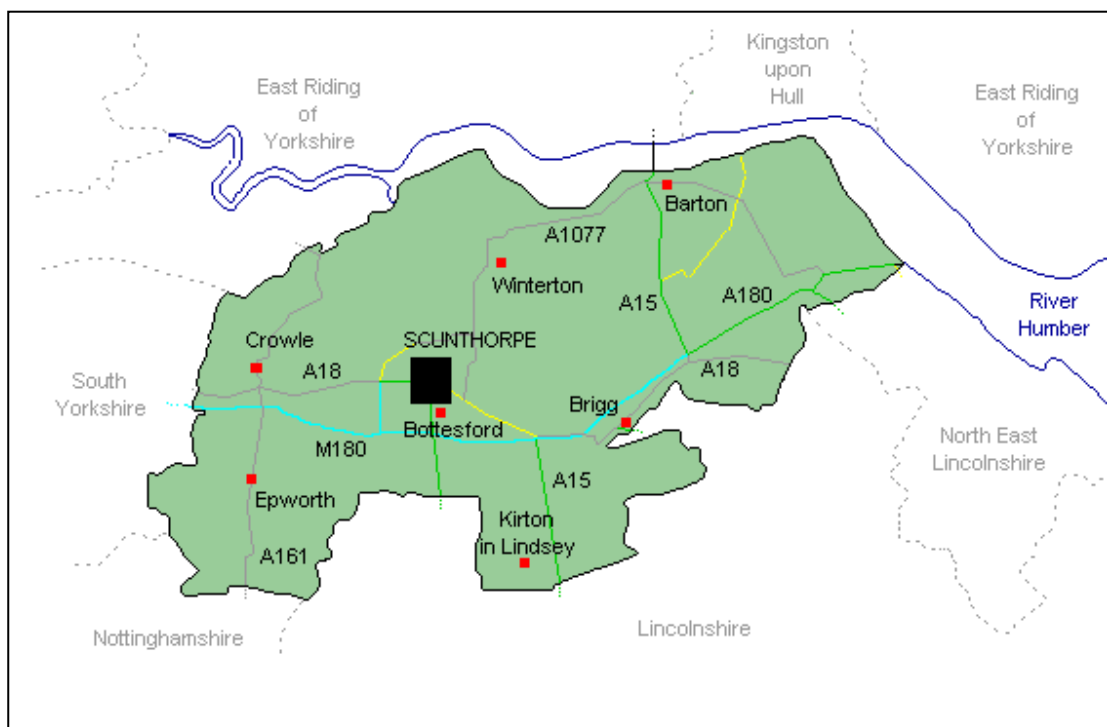 Kingston
upon
Hull
East Riding
of
Yorkshire
East Riding
of
Yorkshire
Barton
A1077
Winterton
A15
A180
River
Humber
SCUNTHORPE
Crowle
A18
A18
South
Yorkshire
Brigg
Bottesford
M180
North East
Lincolnshire
A15
Epworth
Kirton
in Lindsey
A161
Nottinghamshire
Lincolnshire